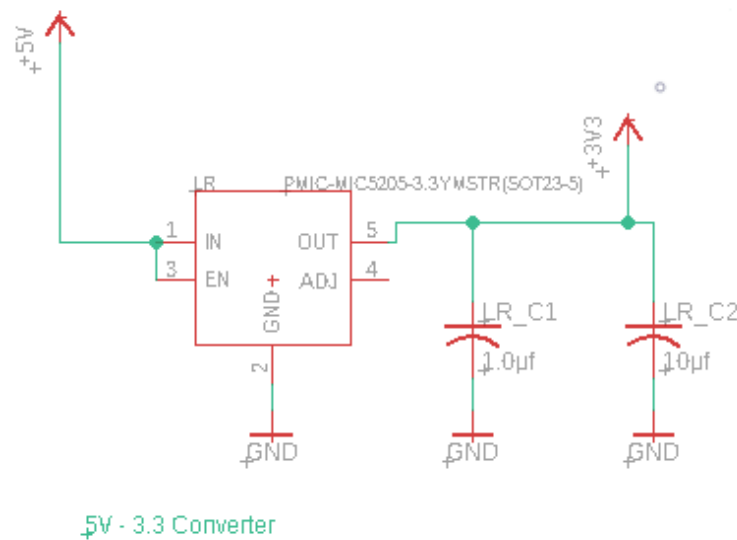 +5V
+3V3
LR
PMIC-MIC5205-3.3YMSTR(SOT23-5)
1
IN
OUT
5
3
EN
ADJ
4
GND
2
LR_C1
1.0µf
LR_C2
10µf
GND
GND
GND
5V - 3.3 Converter